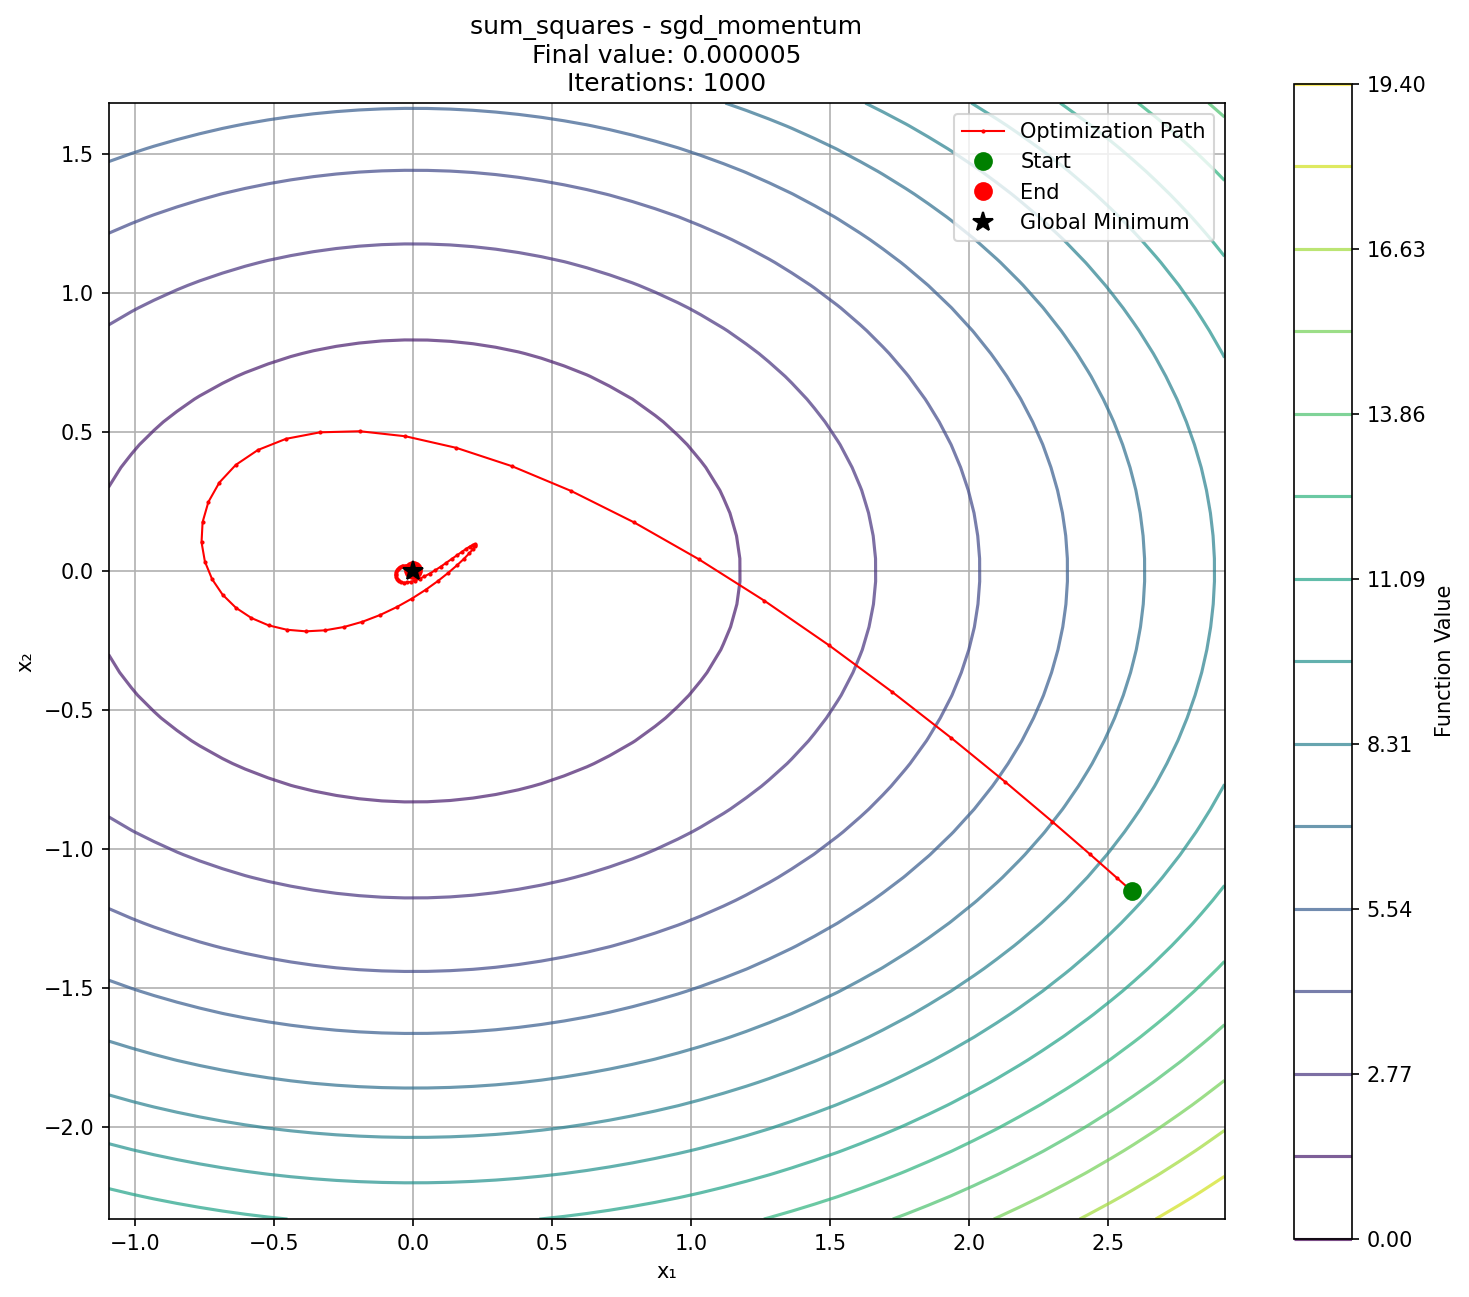 sum_squares - sgd_momentum
Final value: 0.000005
Iterations: 1000
Optimization Path
Start
End
Global Minimum
1.5
1.0
0.5
0.0
−0.5
−1.0
−1.5
−2.0
x₂
−1.0
−0.5
0.0
0.5
1.0
1.5
2.0
2.5
x₁
19.40
16.63
13.86
11.09
8.31
5.54
2.77
0.00
Function Value